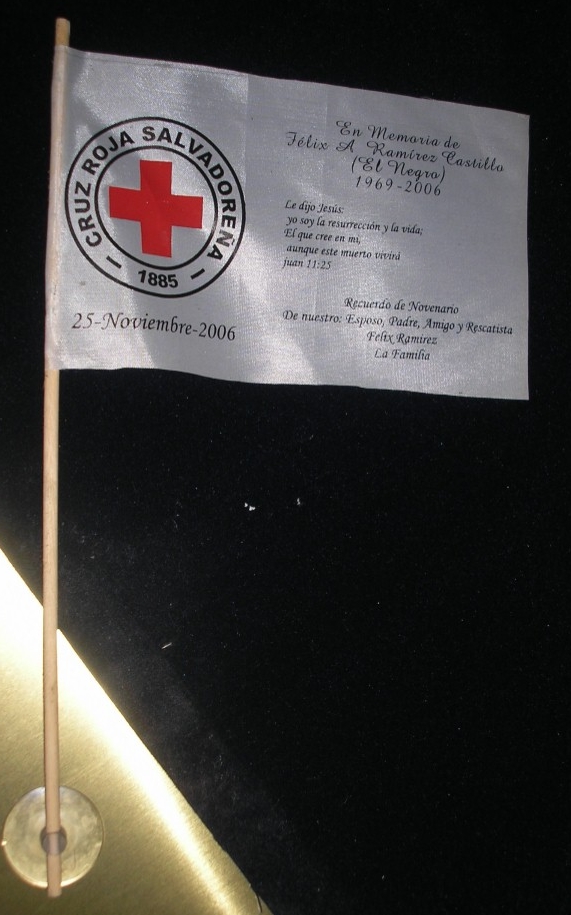 CRUZ ROJA SALVADOREÑA
1885
25-Noviembre-2006
En Memoria de
Félix A. Ramírez Castillo
(El Negro)
1969-2006
Le dijo Jesús:
yo soy la resurrección y la vida;
El que cree en mi,
aunque este muerto vivirá
juan 11:25
Recuerdo de Novenario
De nuestro: Esposo, Padre, Amigo y Rescatista
Felix Ramirez
La Familia